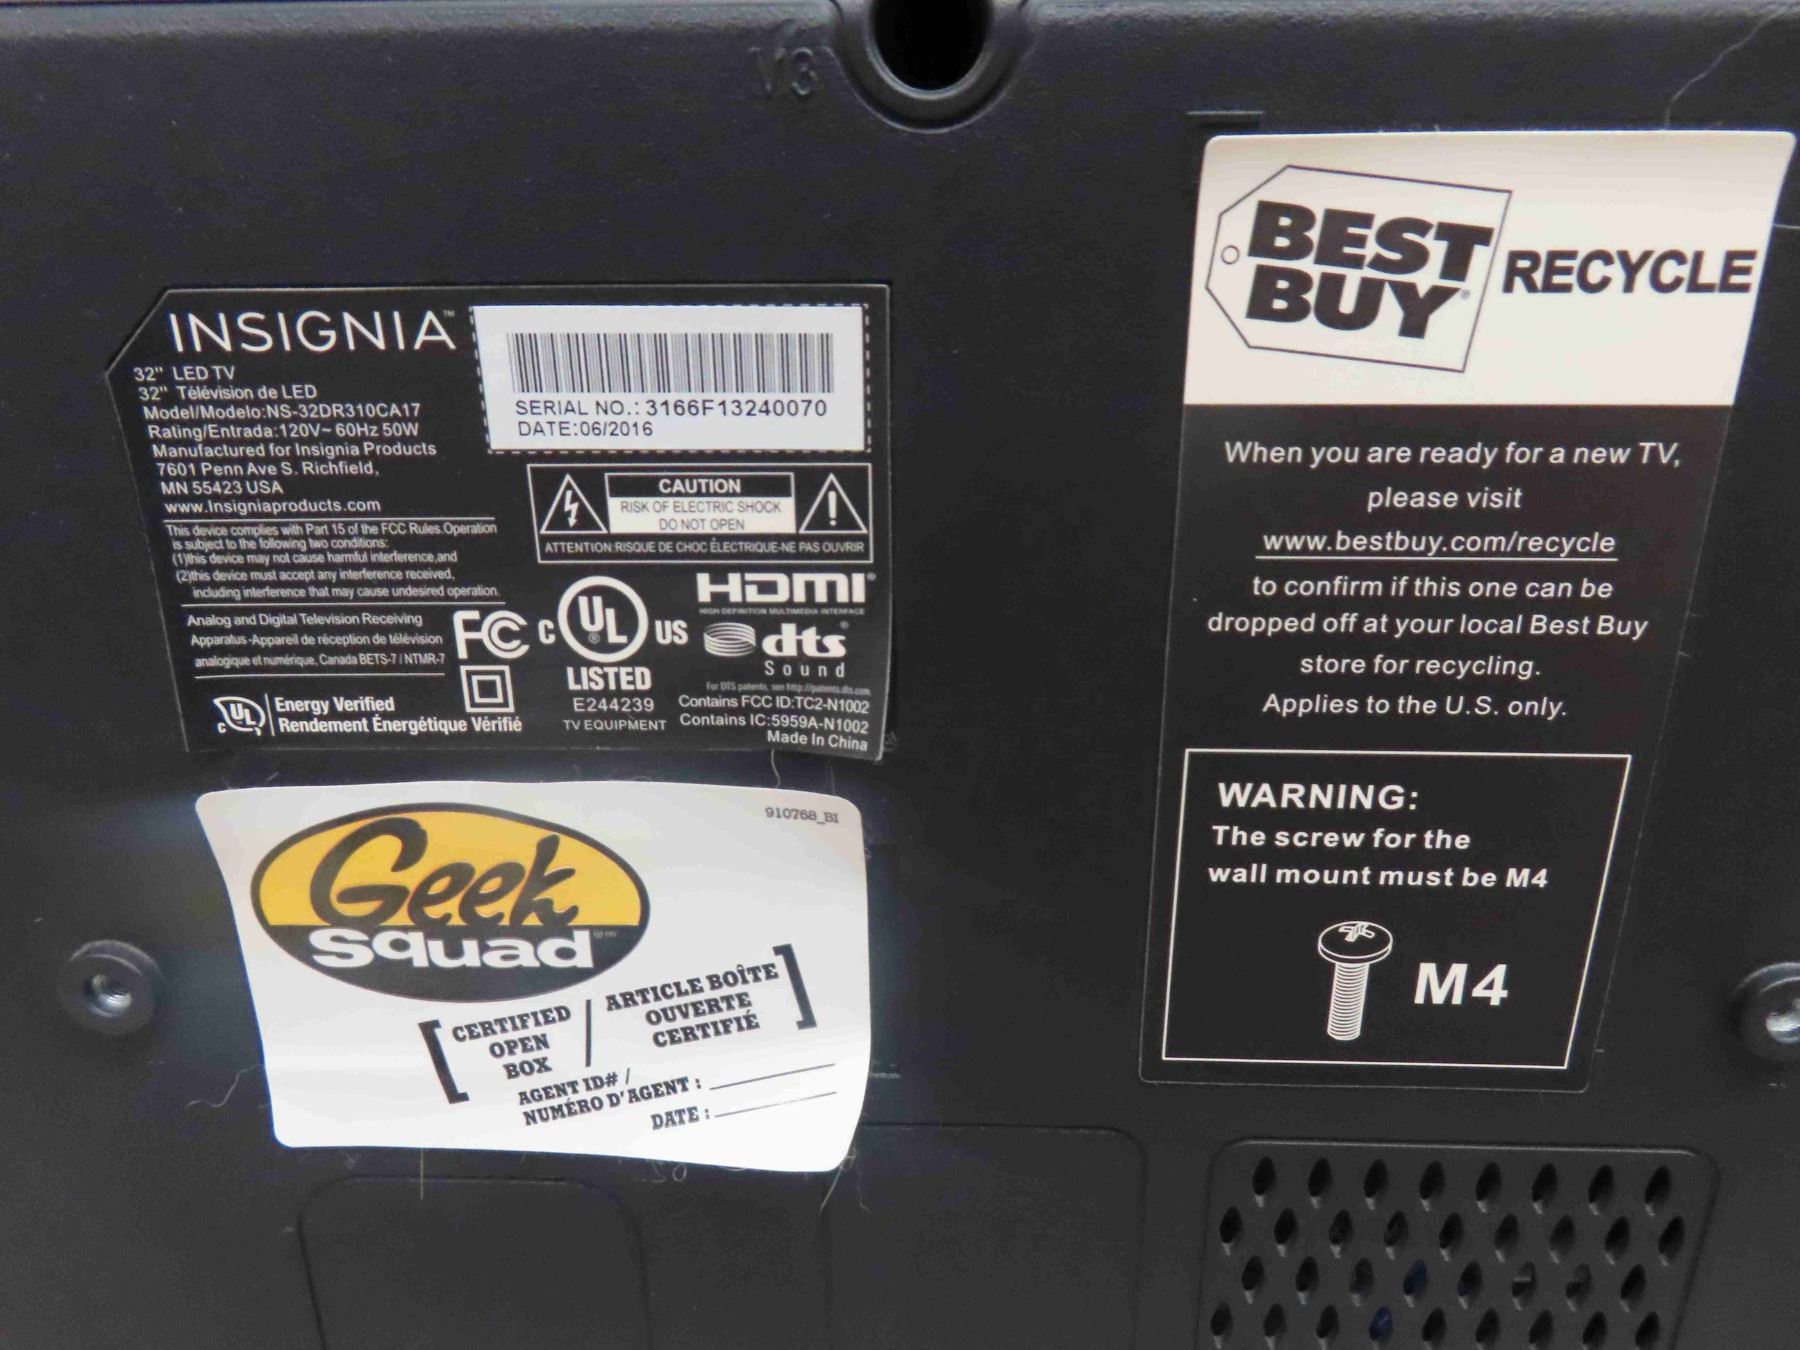 V3
INSIGNIA™
32" LED TV
32" Télévision de LED
Model/Modelo:NS-32DR310CA17
Rating/Entrada:120V~ 60Hz 50W
Manufactured for Insignia Products
7601 Penn Ave S. Richfield,
MN 55423 USA
www.Insigniaproducts.com
This device complies with Part 15 of the FCC Rules.Operation
is subject to the following two conditions:
(1)this device may not cause harmful interference,and
(2)this device must accept any interference received,
including interference that may cause undesired operation.
Analog and Digital Television Receiving
Apparatus-Appareil de réception de télévision
analogique et numérique, Canada BETS-7 / NTMR-7
C UL
Energy Verified
Rendement Énergétique Vérifié
SERIAL NO.: 3166F13240070
DATE:06/2016
CAUTION
RISK OF ELECTRIC SHOCK
DO NOT OPEN
ATTENTION:RISQUE DE CHOC ÉLECTRIQUE-NE PAS OUVRIR
FC
C UL® US
LISTED
E244239
TV EQUIPMENT
HDMI®
HIGH DEFINITION MULTIMEDIA INTERFACE
dts®
Sound
For DTS patents, see http://patents.dts.com
Contains FCC ID:TC2-N1002
Contains IC:5959A-N1002
Made In China
910768_BI
Geek
Squad
[CERTIFIED
OPEN
BOX
/
ARTICLE BOÎTE
OUVERTE
CERTIFIÉ]
AGENT ID# /
NUMÉRO D'AGENT :
DATE :
BEST
BUY®
RECYCLE
When you are ready for a new TV,
please visit
www.bestbuy.com/recycle
to confirm if this one can be
dropped off at your local Best Buy
store for recycling.
Applies to the U.S. only.
WARNING:
The screw for the
wall mount must be M4
M4